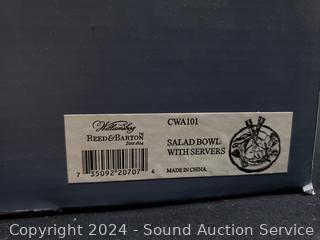 Williamsburg
by
REED & BARTON
Since 1824
CWA101
SALAD BOWL
WITH SERVERS
MADE IN CHINA
7 35092 20707 4
Copyright 2024 - Sound Auction Service